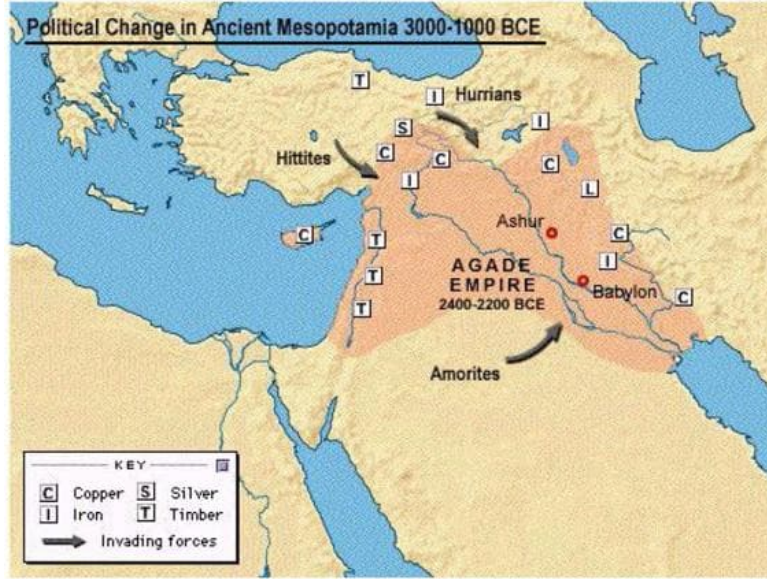 Political Change in Ancient Mesopotamia 3000-1000 BCE
T
I Hurrians
S I
Hittites C C C
I L
Ashur C
C T
AGADE I
EMPIRE
T Babylon
2400-2200 BCE C
T
Amorites
KEY
C Copper S Silver
I Iron T Timber
Invading forces